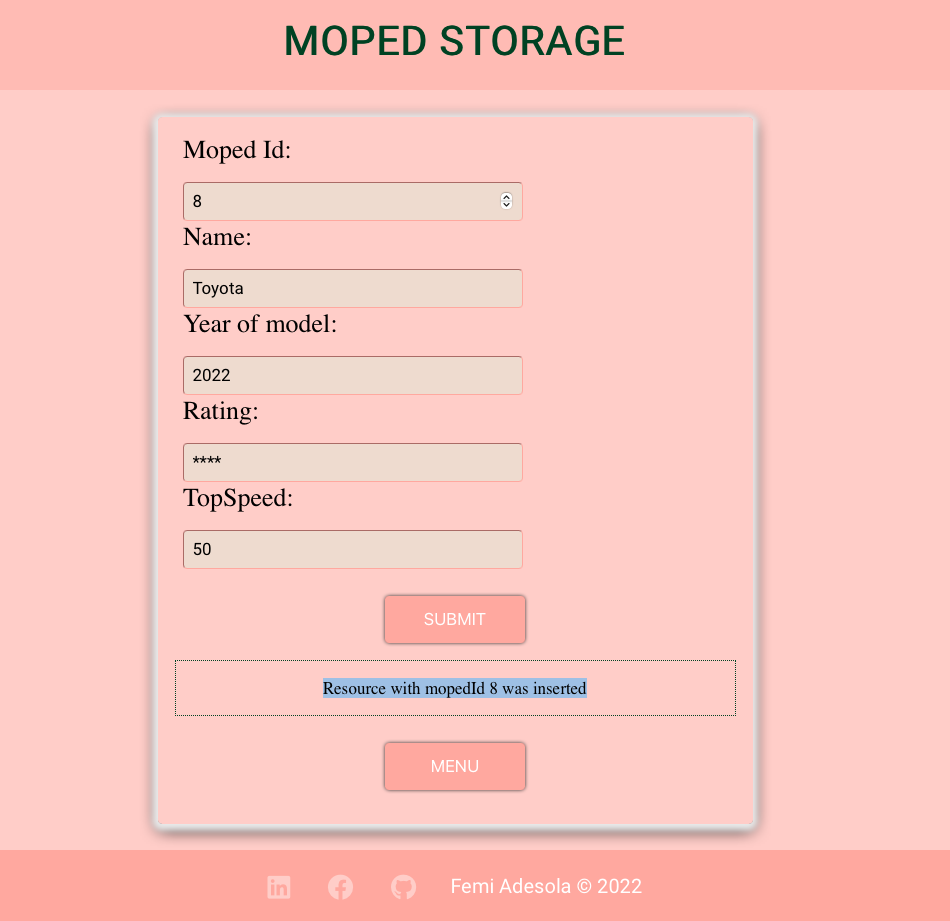 MOPED STORAGE
Moped Id:
8
Name:
Toyota
Year of model:
2022
Rating:
****
TopSpeed:
50
SUBMIT
Resource with mopedId 8 was inserted
MENU
Femi Adesola © 2022